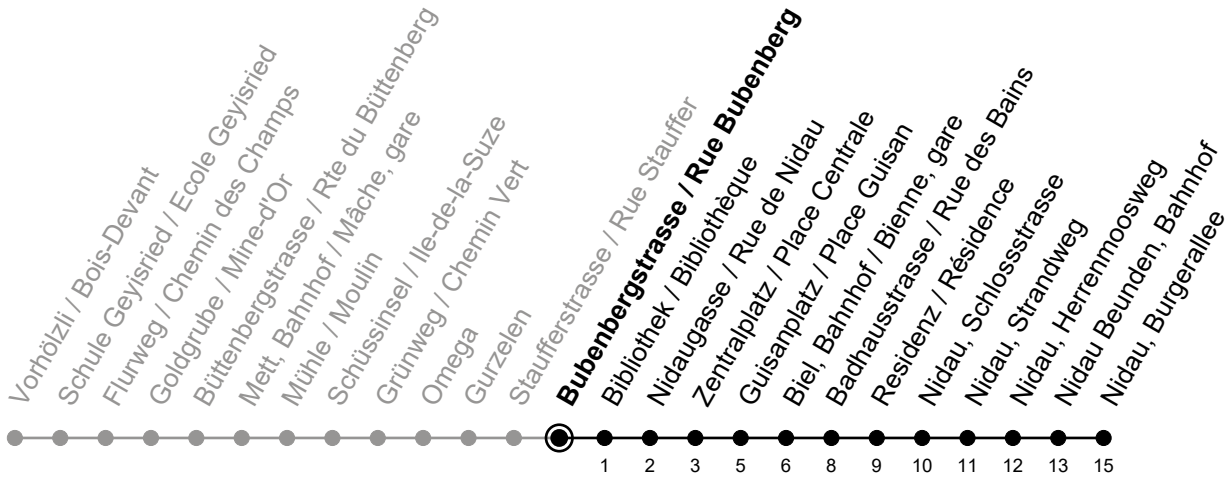 Vorhölzli / Bois-Devant
Schule Geyisried / Ecole Geyisried
Flurweg / Chemin des Champs
Goldgrube / Mine-d'Or
Büttenbergstrasse / Rte du Büttenberg
Mett, Bahnhof / Mâche, gare
Mühle / Moulin
Schüssinsel / Ile-de-la-Suze
Grünweg / Chemin Vert
Omega
Gurzelen
Staufferstrasse / Rue Stauffer
Bubenbergstrasse / Rue Bubenberg
Bibliothek / Bibliothèque
Nidaugasse / Rue de Nidau
Zentralplatz / Place Centrale
Guisanplatz / Place Guisan
Biel, Bahnhof / Bienne, gare
Badhausstrasse / Rue des Bains
Residenz / Résidence
Nidau, Schlossstrasse
Nidau, Strandweg
Nidau, Herrenmoosweg
Nidau Beunden, Bahnhof
Nidau, Burgerallee
1 2 3 5 6 8 9 10 11 12 13 15